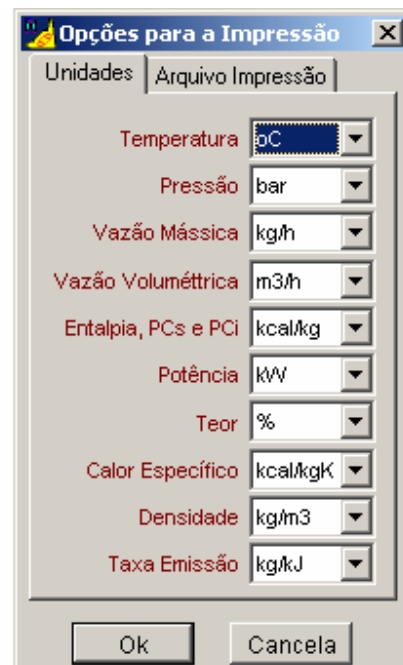 Opções para a Impressão
Unidades Arquivo Impressão
Temperatura oC
Pressão bar
Vazão Mássica kg/h
Vazão Voluméttrica m3/h
Entalpia, PCs e PCi kcal/kg
Potência kW
Teor %
Calor Específico kcal/kgK
Densidade kg/m3
Taxa Emissão kg/kJ
Ok Cancela